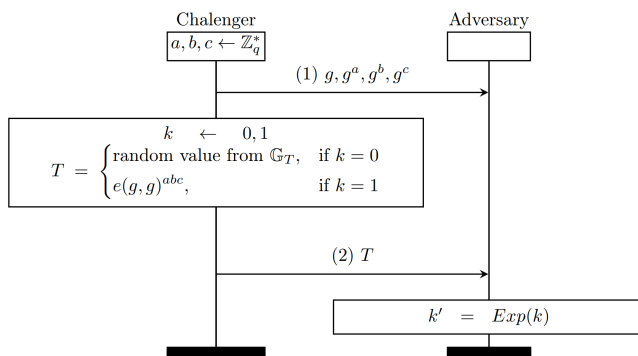 Chalenger Adversary
a, b, c ← ℤ*_q
(1) g, g^a, g^b, g^c
k ← 0, 1
T = { random value from 𝔾_T, if k = 0
e(g, g)^{abc}, if k = 1
(2) T
k′ = Exp(k)